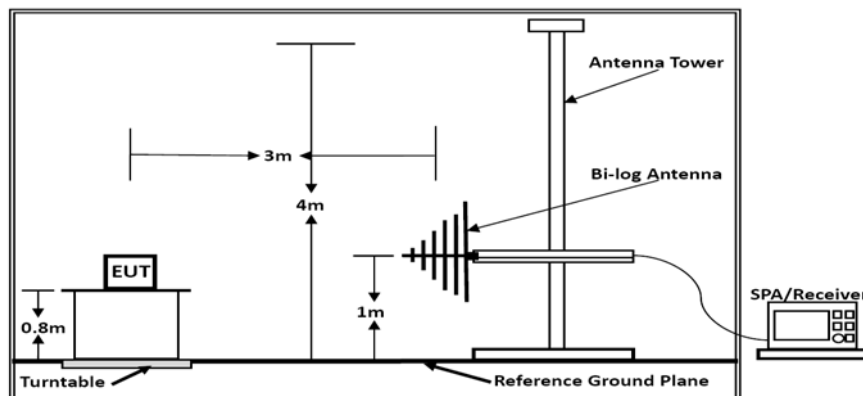 Antenna Tower
3m
Bi-log Antenna
4m
EUT
SPA/Receiver
0.8m
1m
Turntable
Reference Ground Plane